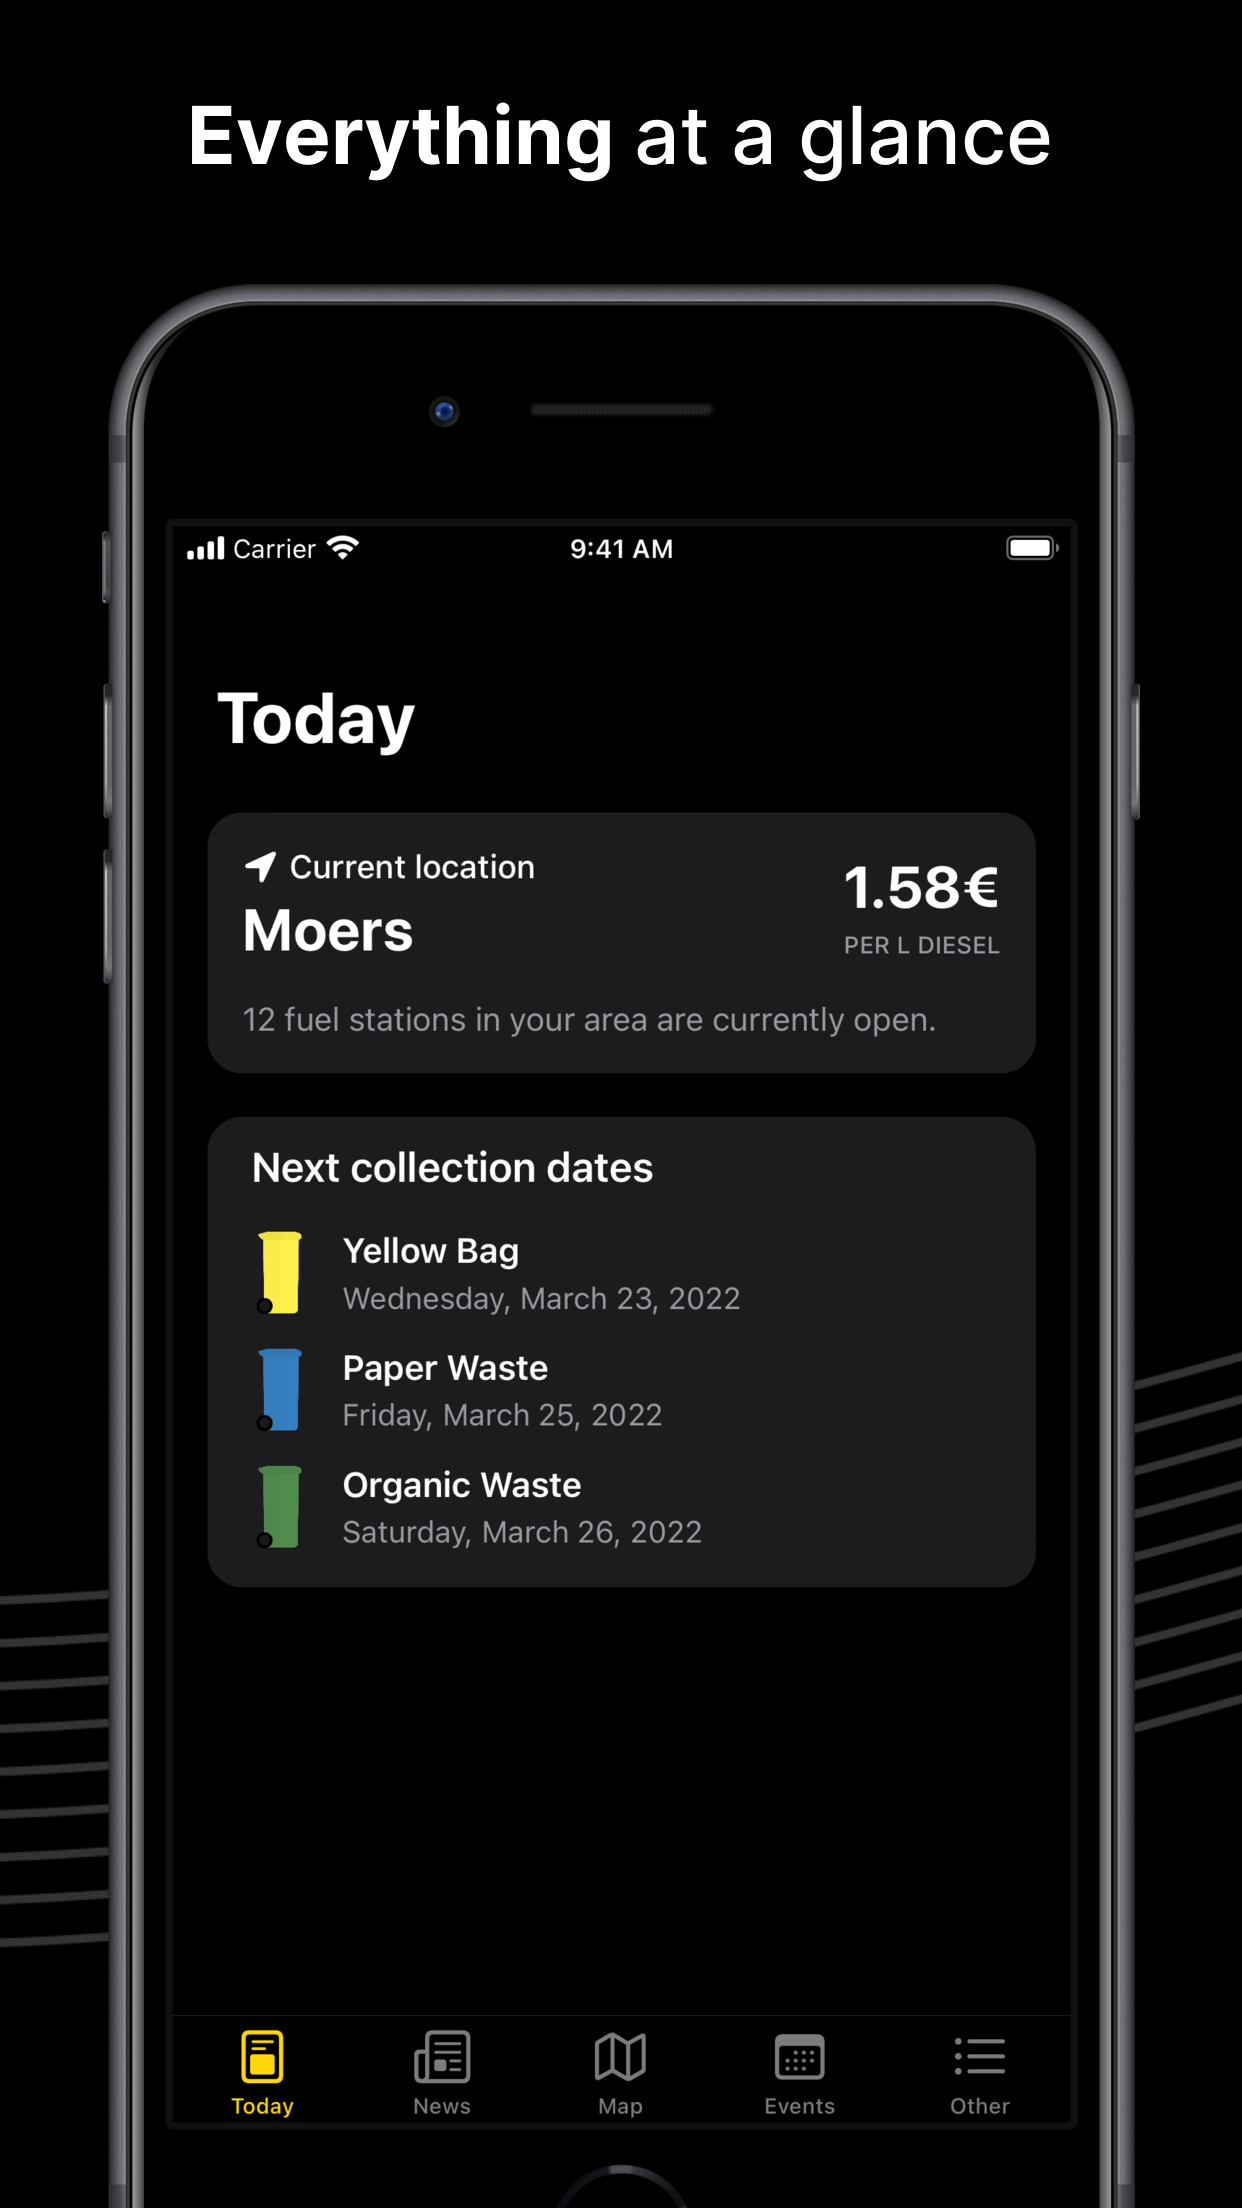 Everything at a glance
Carrier 9:41 AM
Today
Current location
Moers
1.58€
PER L DIESEL
12 fuel stations in your area are currently open.
Next collection dates
Yellow Bag
Wednesday, March 23, 2022
Paper Waste
Friday, March 25, 2022
Organic Waste
Saturday, March 26, 2022
Today News Map Events Other